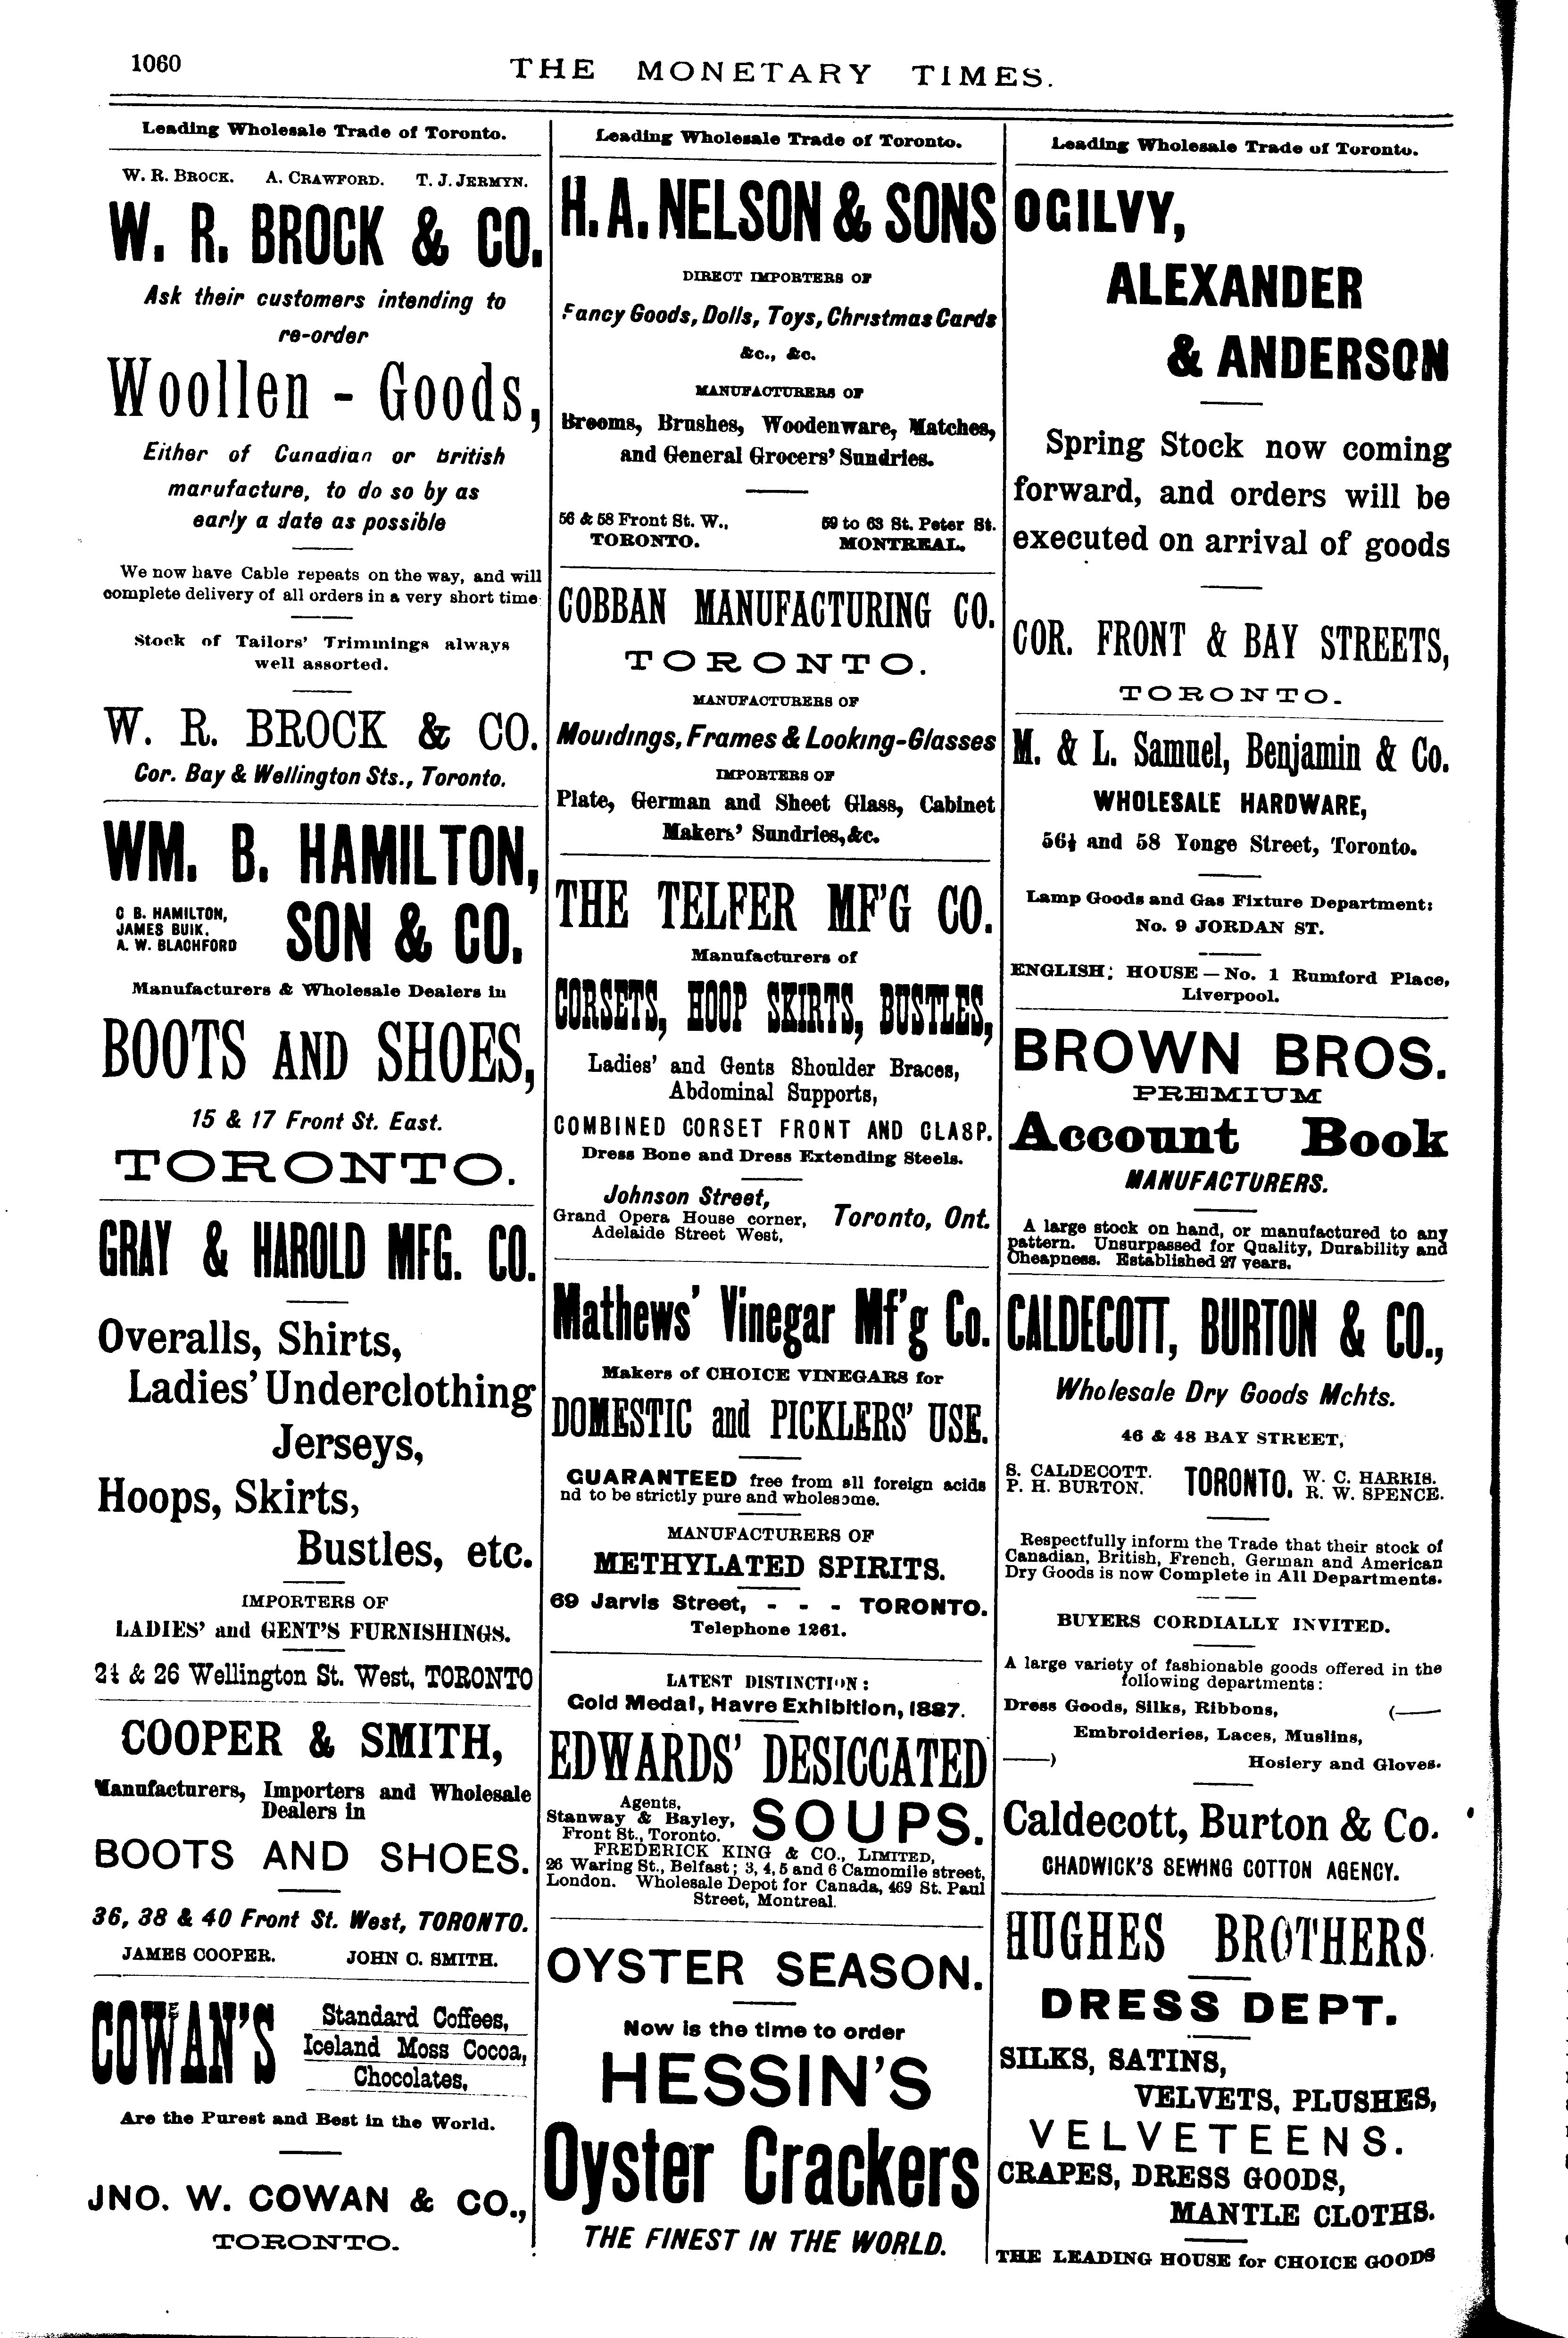 1060
THE MONETARY TIMES.
Leading Wholesale Trade of Toronto.
W. R. BROCK. A. CRAWFORD. T. J. JERMYN.
W. R. BROCK & CO.
Ask their customers intending to
re-order
Woollen - Goods,
Either of Canadian or British
manufacture, to do so by as
early a date as possible
We now have Cable repeats on the way, and will
complete delivery of all orders in a very short time
Stock of Tailors' Trimmings always
well assorted.
W. R. BROCK & CO.
Cor. Bay & Wellington Sts., Toronto.
WM. B. HAMILTON,
C B. HAMILTON,
JAMES BUIK.
A. W. BLACHFORD
SON & CO.
Manufacturers & Wholesale Dealers in
BOOTS AND SHOES,
15 & 17 Front St. East.
TORONTO.
GRAY & HAROLD MFG. CO.
Overalls, Shirts,
Ladies' Underclothing
Jerseys,
Hoops, Skirts,
Bustles, etc.
IMPORTERS OF
LADIES' and GENT'S FURNISHINGS.
24 & 26 Wellington St. West, TORONTO
COOPER & SMITH,
Manufacturers, Importers and Wholesale
Dealers in
BOOTS AND SHOES.
36, 38 & 40 Front St. West, TORONTO.
JAMES COOPER. JOHN C. SMITH.
COWAN'S
Standard Coffees,
Iceland Moss Cocoa,
Chocolates,
Are the Purest and Best in the World.
JNO. W. COWAN & CO.,
TORONTO.
Leading Wholesale Trade of Toronto.
H. A. NELSON & SONS
DIRECT IMPORTERS OF
Fancy Goods, Dolls, Toys, Christmas Cards
&c., &c.
MANUFACTURERS OF
Brooms, Brushes, Woodenware, Matches,
and General Grocers' Sundries.
56 & 58 Front St. W., 59 to 63 St. Peter St.
TORONTO. MONTREAL.
COBBAN MANUFACTURING CO.
TORONTO.
MANUFACTURERS OF
Mouldings, Frames & Looking-Glasses
IMPORTERS OF
Plate, German and Sheet Glass, Cabinet
Makers' Sundries, &c.
THE TELFER MF'G CO.
Manufacturers of
CORSETS, HOOP SKIRTS, BUSTLES,
Ladies' and Gents Shoulder Braces,
Abdominal Supports,
COMBINED CORSET FRONT AND CLASP.
Dress Bone and Dress Extending Steels.
Johnson Street,
Grand Opera House corner,
Adelaide Street West,
Toronto, Ont.
Mathews' Vinegar Mf'g Co.
Makers of CHOICE VINEGARS for
DOMESTIC and PICKLERS' USE.
GUARANTEED free from all foreign acids
nd to be strictly pure and wholesome.
MANUFACTURERS OF
METHYLATED SPIRITS.
69 Jarvis Street, - - - TORONTO.
Telephone 1261.
LATEST DISTINCTION:
Gold Medal, Havre Exhibition, 1887.
EDWARDS' DESICCATED
Agents,
Stanway & Bayley,
Front St., Toronto.
SOUPS.
FREDERICK KING & CO., LIMITED,
26 Waring St., Belfast; 3, 4, 5 and 6 Camomile street,
London. Wholesale Depot for Canada, 469 St. Paul
Street, Montreal.
OYSTER SEASON.
Now is the time to order
HESSIN'S
Oyster Crackers
THE FINEST IN THE WORLD.
Leading Wholesale Trade of Toronto.
OGILVY,
ALEXANDER
& ANDERSON
Spring Stock now coming
forward, and orders will be
executed on arrival of goods
COR. FRONT & BAY STREETS,
TORONTO.
M. & L. Samuel, Benjamin & Co.
WHOLESALE HARDWARE,
56½ and 58 Yonge Street, Toronto.
Lamp Goods and Gas Fixture Department:
No. 9 JORDAN ST.
ENGLISH: HOUSE — No. 1 Rumford Place,
Liverpool.
BROWN BROS.
PREMIUM
Account Book
MANUFACTURERS.
A large stock on hand, or manufactured to any
pattern. Unsurpassed for Quality, Durability and
Cheapness. Established 27 years.
CALDECOTT, BURTON & CO.,
Wholesale Dry Goods Mchts.
46 & 48 BAY STREET,
S. CALDECOTT.
P. H. BURTON.
TORONTO.
W. C. HARRIS.
R. W. SPENCE.
Respectfully inform the Trade that their stock of
Canadian, British, French, German and American
Dry Goods is now Complete in All Departments.
BUYERS CORDIALLY INVITED.
A large variety of fashionable goods offered in the
following departments:
Dress Goods, Silks, Ribbons, (——
Embroideries, Laces, Muslins,
——) Hosiery and Gloves.
Caldecott, Burton & Co.
CHADWICK'S SEWING COTTON AGENCY.
HUGHES BROTHERS.
DRESS DEPT.
SILKS, SATINS,
VELVETS, PLUSHES,
VELVETEENS.
CRAPES, DRESS GOODS,
MANTLE CLOTHS.
THE LEADING HOUSE for CHOICE GOODS